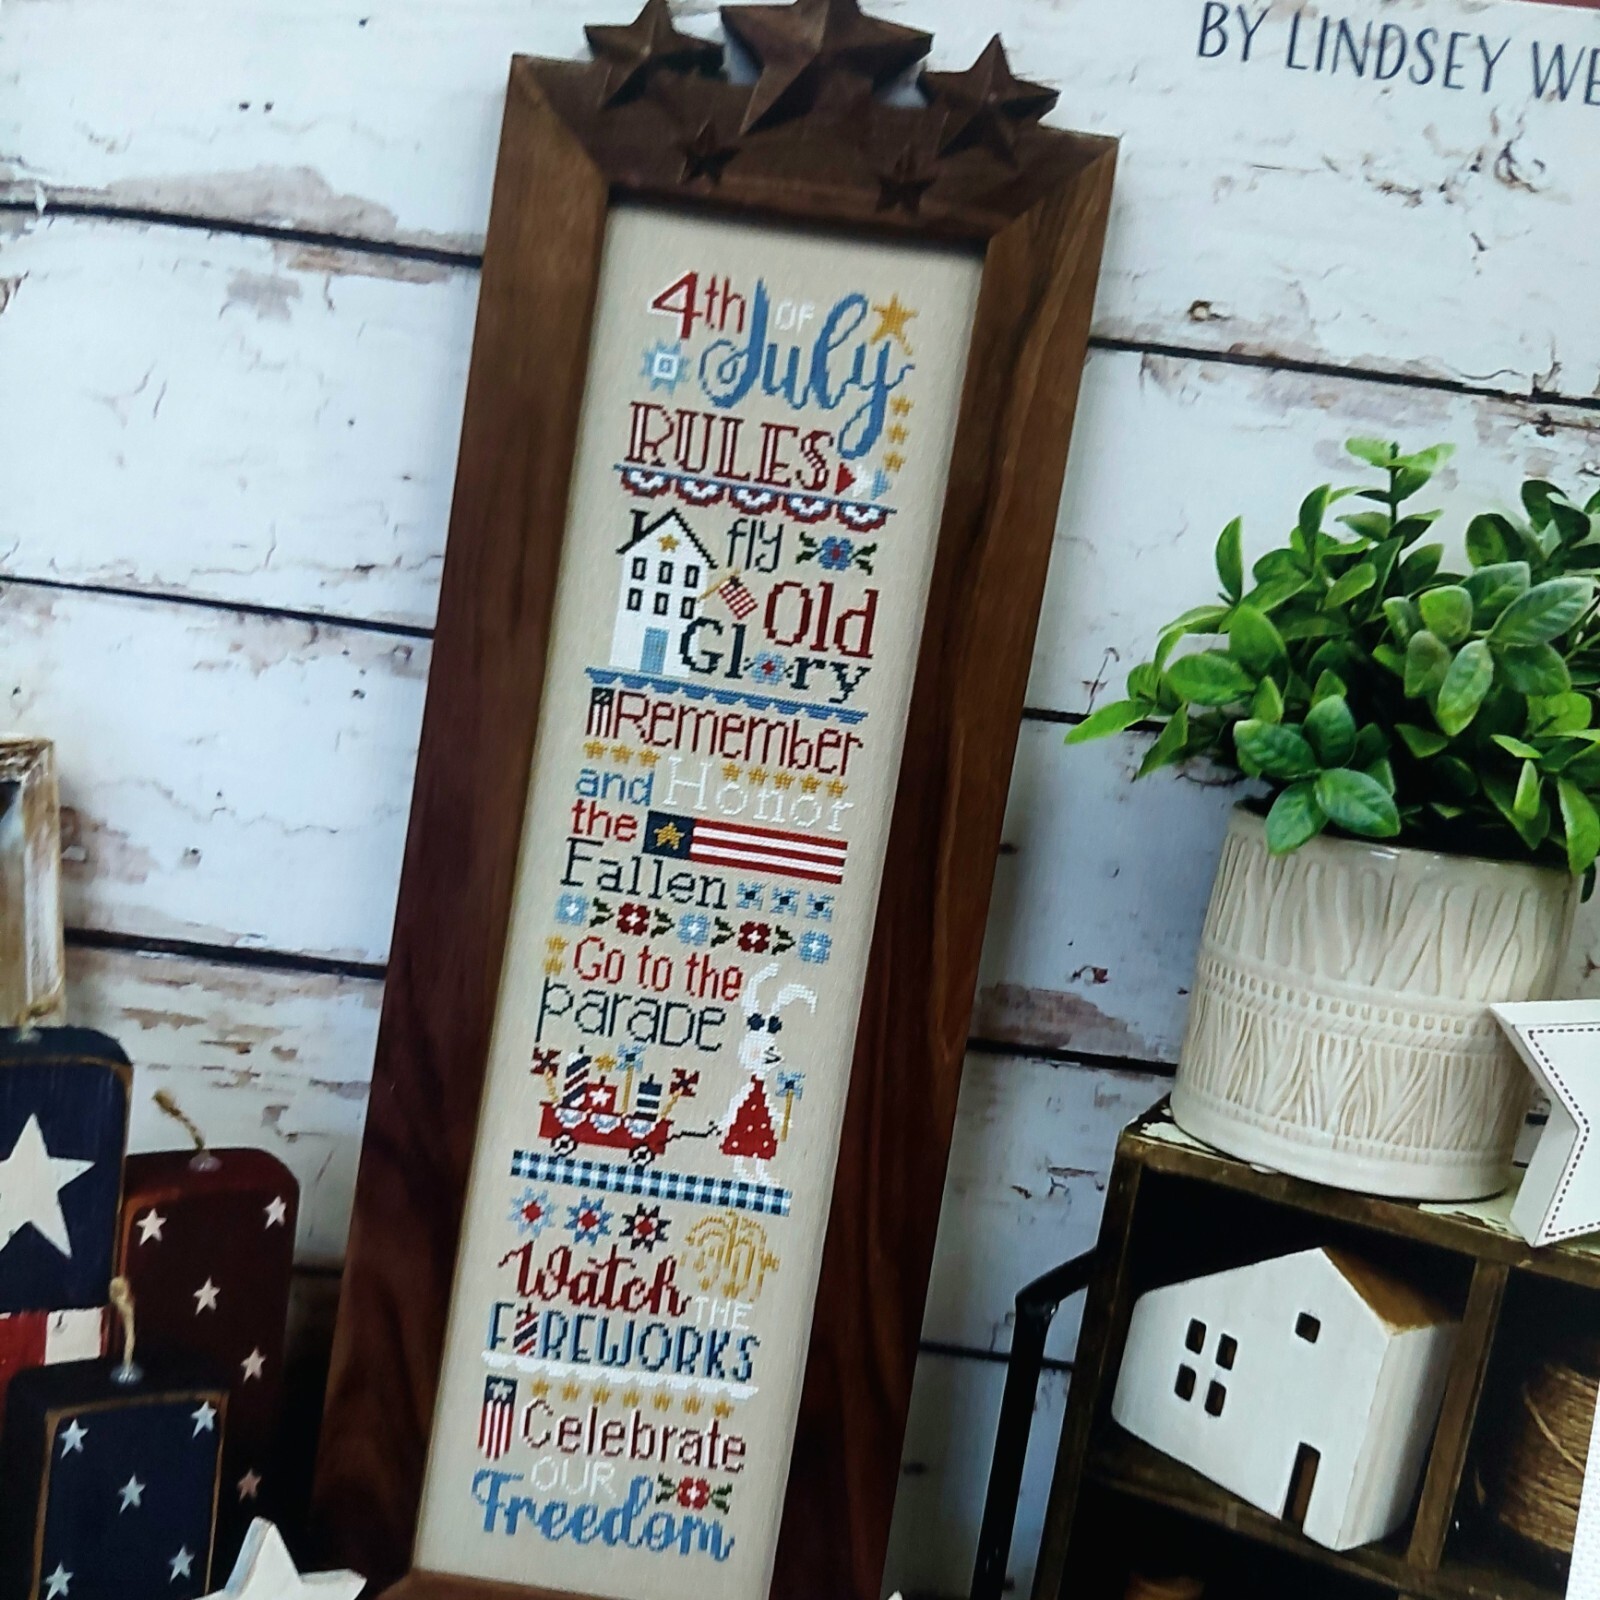 BY LINDSEY WE
4th OF
July
RULES
fly
Old
Glory
Remember
and Honor
the
Fallen
Go to the
parade
Watch
THE
FIREWORKS
Celebrate
OUR
Freedom